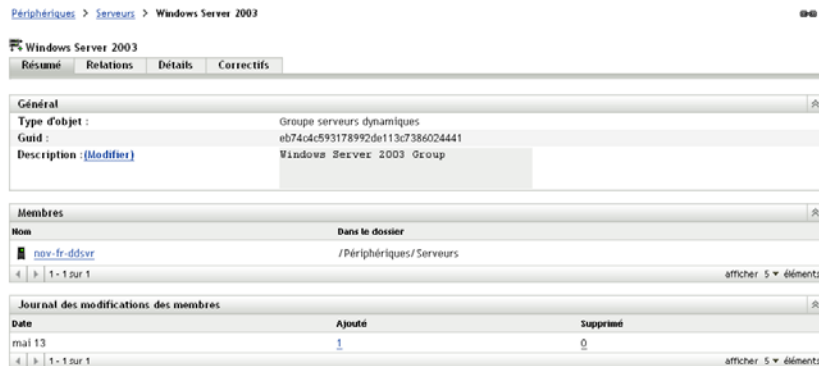 Périphériques > Serveurs > Windows Server 2003
Windows Server 2003
Résumé Relations Détails Correctifs
Général
Type d'objet : Groupe serveurs dynamiques
Guid : eb74c4c593178992de113c7386024441
Description :(Modifier) Windows Server 2003 Group
Membres
Nom Dans le dossier
nov-fr-ddsvr /Périphériques/Serveurs
1 - 1 sur 1 afficher 5 éléments
Journal des modifications des membres
Date Ajouté Supprimé
mai 13 1 0
1 - 1 sur 1 afficher 5 éléments